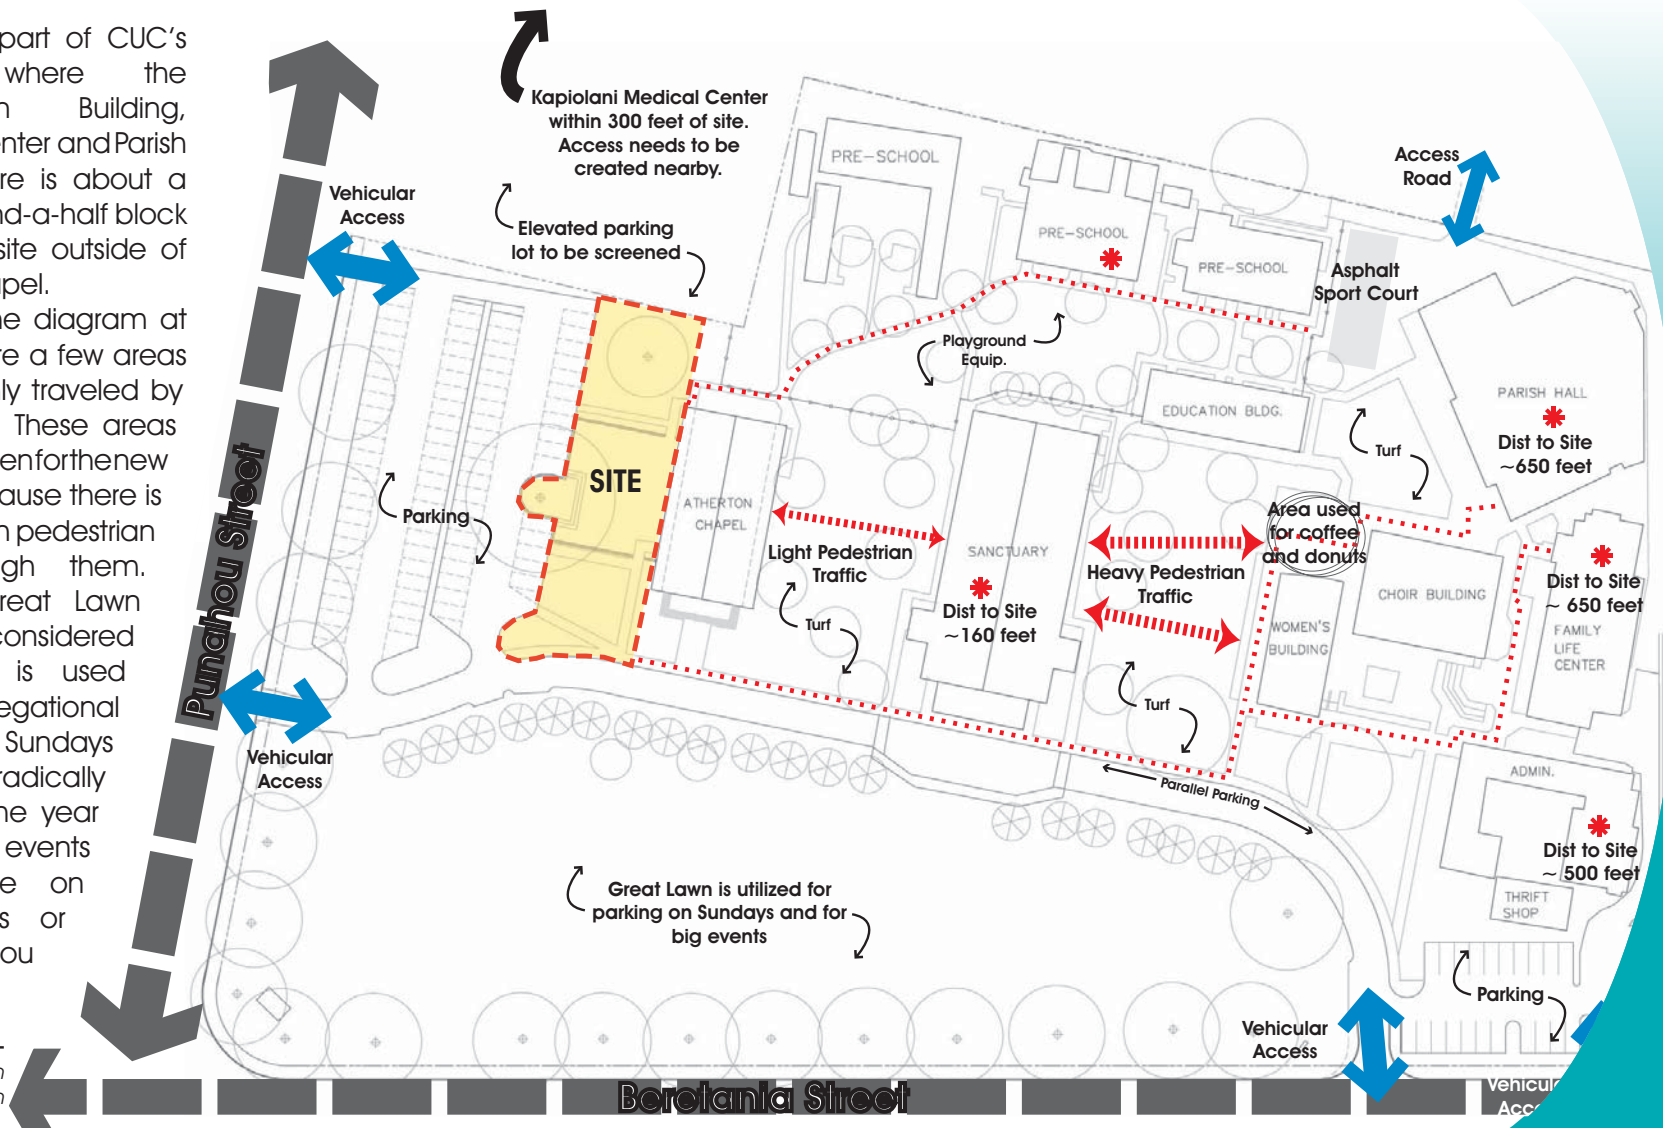 part of CUC's
where the
Building,
and Parish
re is about a
nd-a-half block
site outside of
he diagram at
re a few areas
ly traveled by
These areas
en for the new
ause there is
n pedestrian
gh them.
reat Lawn
considered
is used
egational
Sundays
radically
he year
events
e on
s or
ou
Kapiolani Medical Center
within 300 feet of site.
Access needs to be
created nearby.
Vehicular
Access
Elevated parking
lot to be screened
PRE-SCHOOL
PRE-SCHOOL
PRE-SCHOOL
Access
Road
Asphalt
Sport Court
Playground
Equip.
PARISH HALL
Dist to Site
~650 feet
EDUCATION BLDG.
Turf
SITE
Parking
ATHERTON
CHAPEL
Light Pedestrian
Traffic
SANCTUARY
Dist to Site
~160 feet
Heavy Pedestrian
Traffic
Area used
for coffee
and donuts
CHOIR BUILDING
WOMEN'S
BUILDING
Dist to Site
~ 650 feet
FAMILY
LIFE
CENTER
Turf
Turf
Punahou Street
Vehicular
Access
Parallel Parking
ADMIN.
Dist to Site
~ 500 feet
THRIFT
SHOP
Great Lawn is utilized for
parking on Sundays and for
big events
Parking
Vehicular
Access
Beretania Street